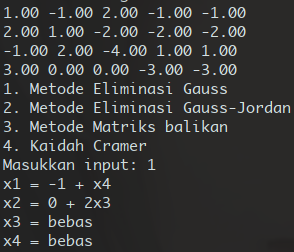 1.00 -1.00 2.00 -1.00 -1.00
2.00 1.00 -2.00 -2.00 -2.00
-1.00 2.00 -4.00 1.00 1.00
3.00 0.00 0.00 -3.00 -3.00
1. Metode Eliminasi Gauss
2. Metode Eliminasi Gauss-Jordan
3. Metode Matriks balikan
4. Kaidah Cramer
Masukkan input: 1
x1 = -1 + x4
x2 = 0 + 2x3
x3 = bebas
x4 = bebas